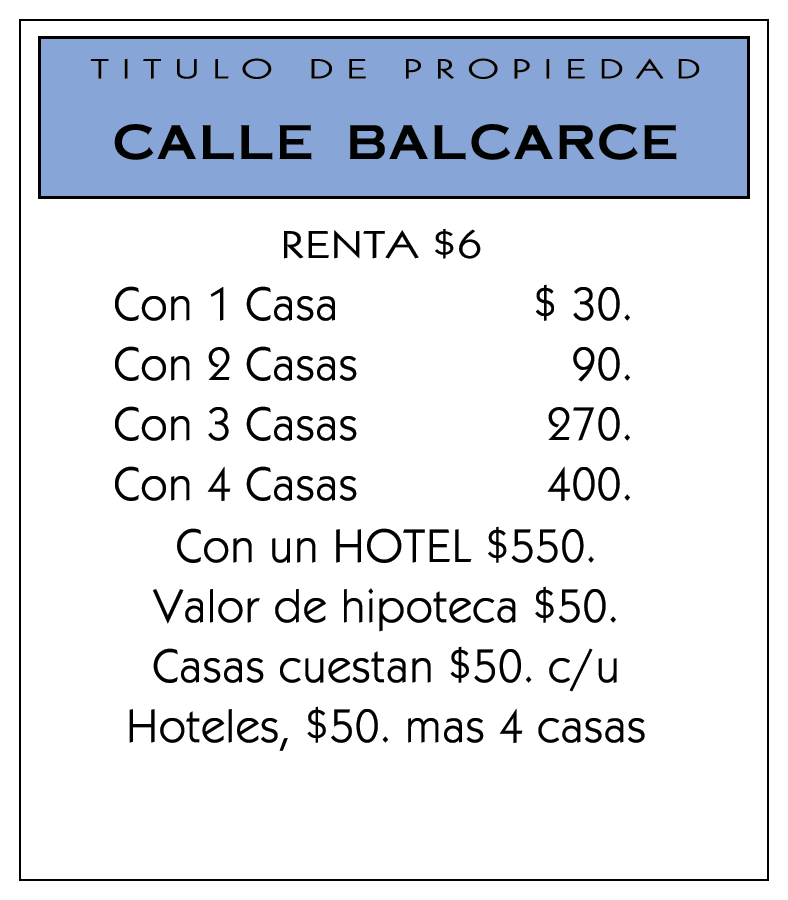 TITULO DE PROPIEDAD
CALLE BALCARCE
RENTA $6
Con 1 Casa $ 30.
Con 2 Casas 90.
Con 3 Casas 270.
Con 4 Casas 400.
Con un HOTEL $550.
Valor de hipoteca $50.
Casas cuestan $50. c/u
Hoteles, $50. mas 4 casas